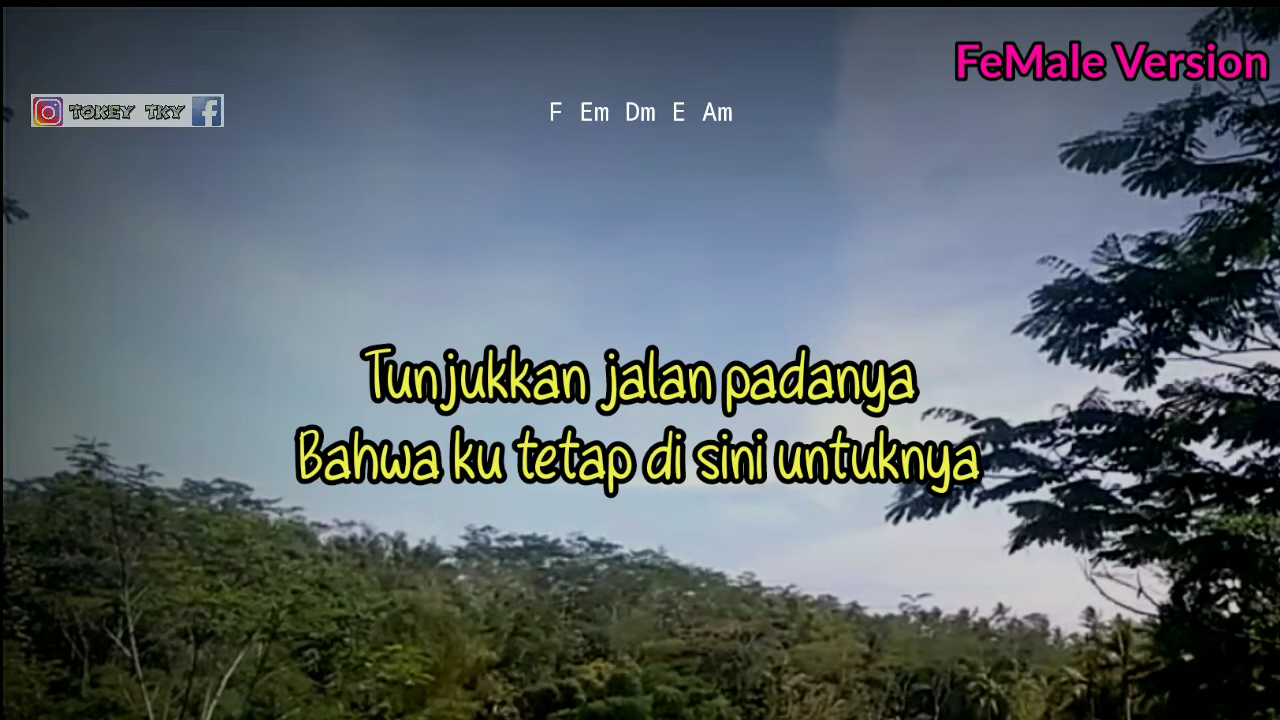 FeMale Version
TOKEY TKY
F Em Dm E Am
Tunjukkan jalan padanya
Bahwa ku tetap di sini untuknya